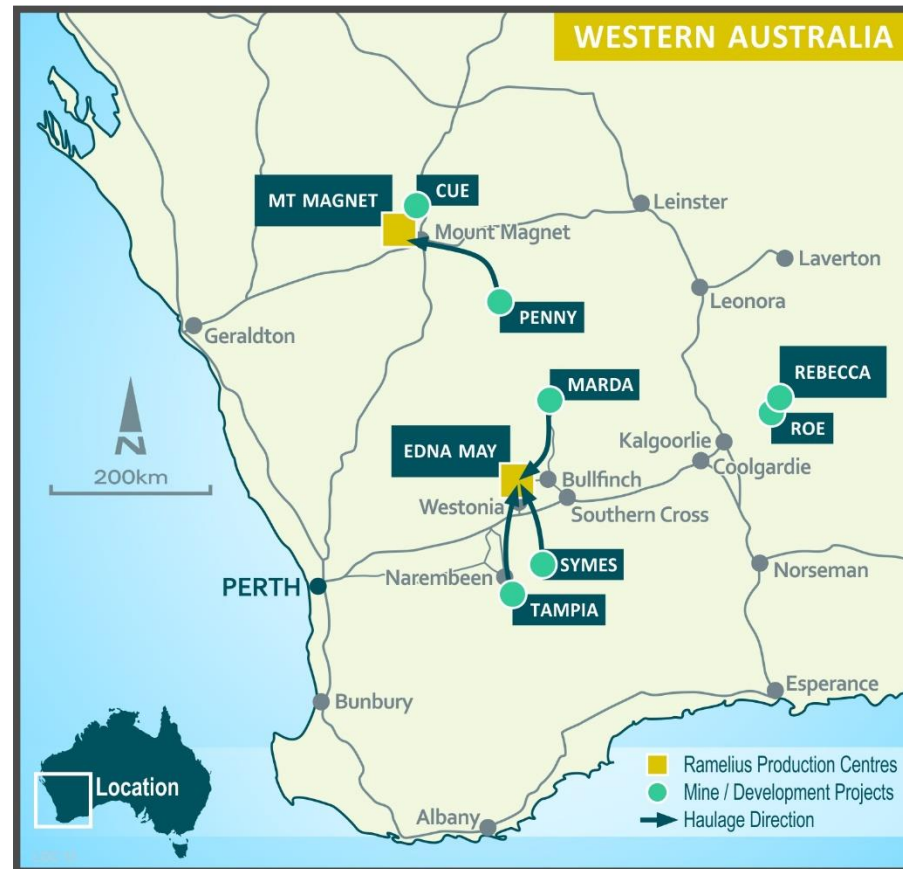 WESTERN AUSTRALIA
CUE
MT MAGNET
Mount Magnet
Leinster
Laverton
Leonora
PENNY
Geraldton
REBECCA
MARDA
ROE
N
Kalgoorlie
EDNA MAY
Coolgardie
200km
Bullfinch
Westonia
Southern Cross
SYMES
Norseman
Narembeen
PERTH
TAMPIA
Esperance
Bunbury
Ramelius Production Centres
Location
Mine / Development Projects
Albany
Haulage Direction